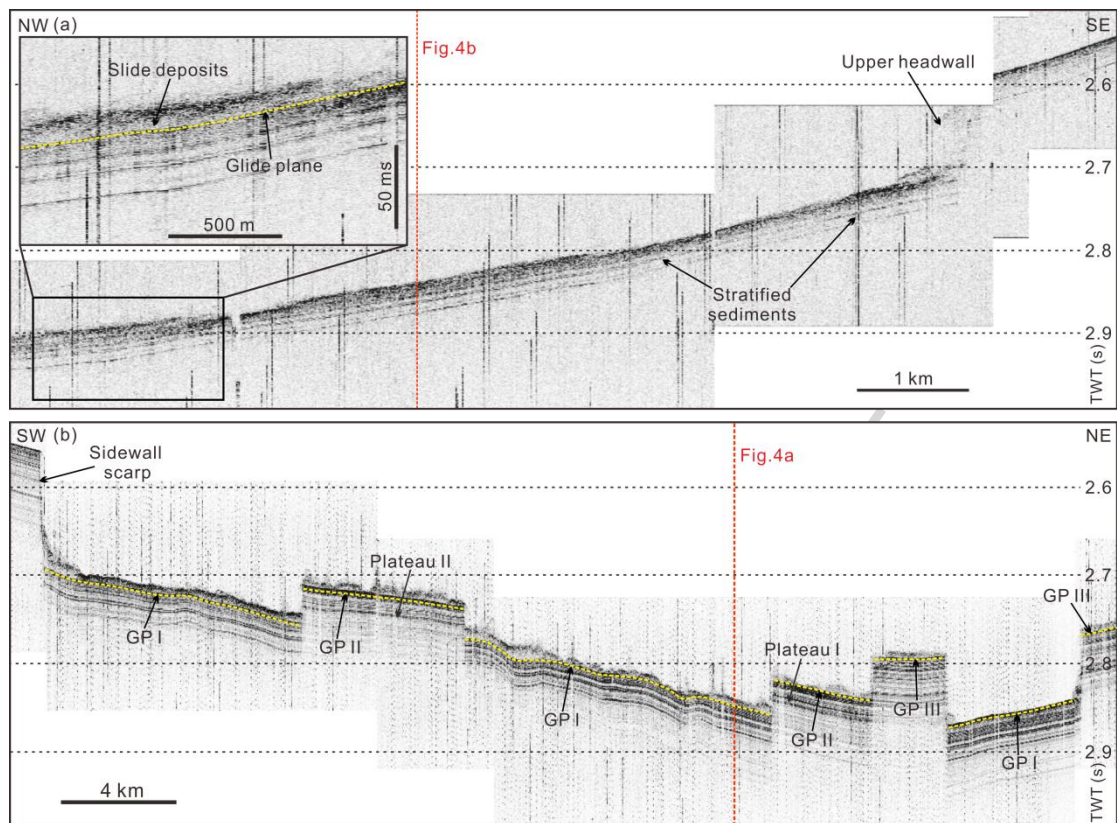 NW (a)
SE
Fig.4b
Slide deposits
Glide plane
500 m
50 ms
Upper headwall
2.6
2.7
2.8
Stratified
sediments
2.9
1 km
TWT (s)
SW (b)
NE
Sidewall
scarp
Fig.4a
2.6
Plateau II
2.7
GP III
GP I
GP II
Plateau I
2.8
GP I
GP II
GP III
GP I
2.9
4 km
TWT (s)